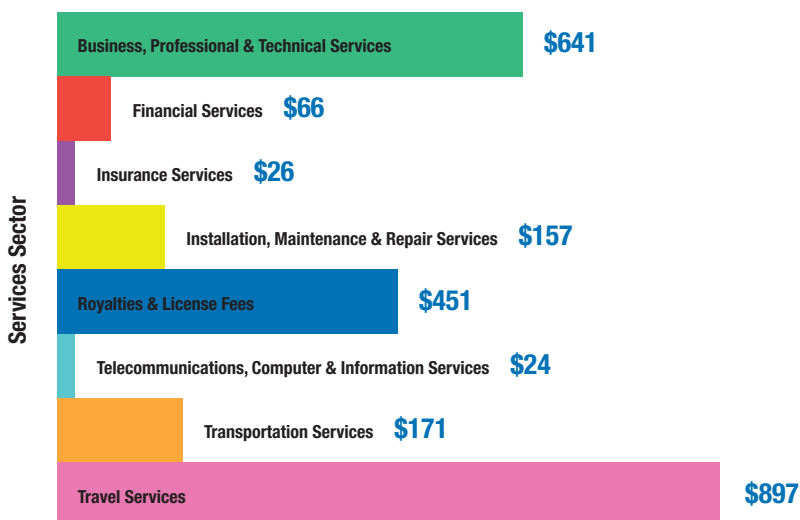 Services Sector
Business, Professional & Technical Services $641
Financial Services $66
Insurance Services $26
Installation, Maintenance & Repair Services $157
Royalties & License Fees $451
Telecommunications, Computer & Information Services $24
Transportation Services $171
Travel Services $897